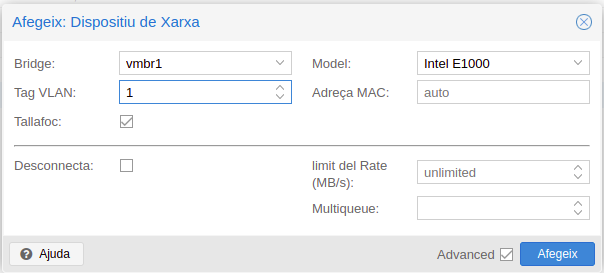 Afegeix: Dispositiu de Xarxa
Bridge: vmbr1 Model: Intel E1000
Tag VLAN: 1 Adreça MAC: auto
Tallafoc:
Desconnecta: limit del Rate (MB/s): unlimited
Multiqueue:
? Ajuda Advanced Afegeix